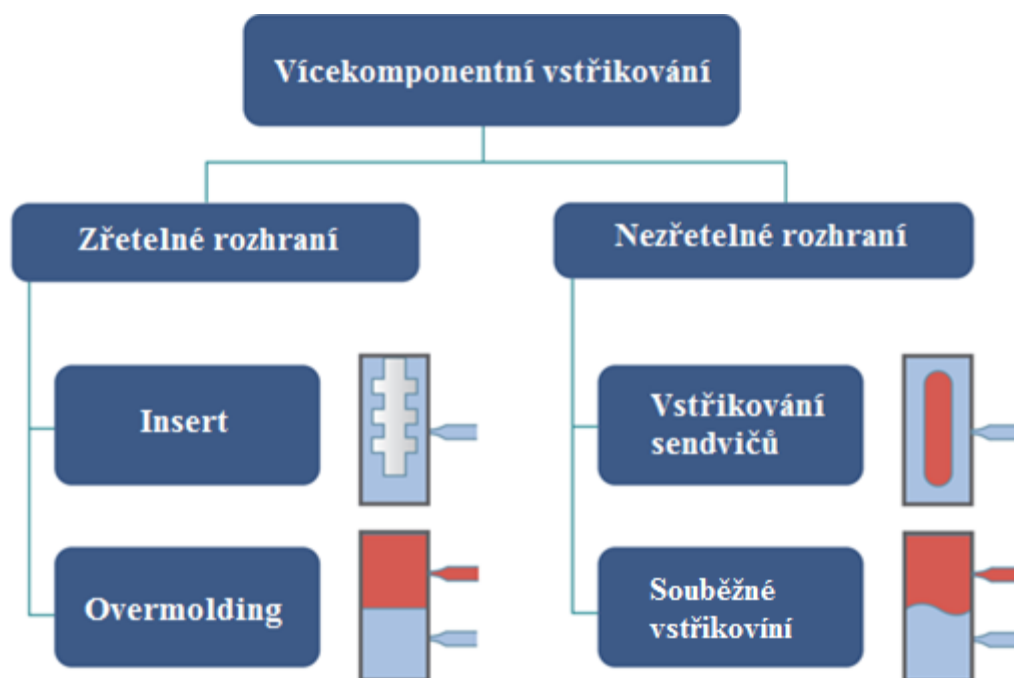 Vícekomponentní vstřikování
Zřetelné rozhraní
Nezřetelné rozhraní
Insert
Vstřikování
sendvičů
Overmolding
Souběžné
vstřikovíní